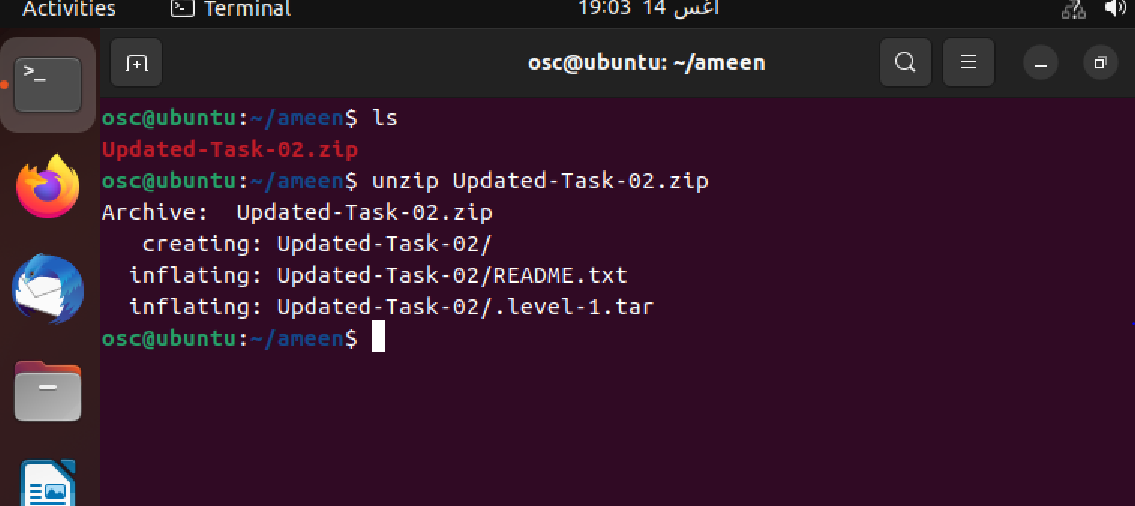 Activities Terminal 19:03 14 اغس
osc@ubuntu: ~/ameen
osc@ubuntu:~/ameen$ ls
Updated-Task-02.zip
osc@ubuntu:~/ameen$ unzip Updated-Task-02.zip
Archive:  Updated-Task-02.zip
   creating: Updated-Task-02/
  inflating: Updated-Task-02/README.txt
  inflating: Updated-Task-02/.level-1.tar
osc@ubuntu:~/ameen$